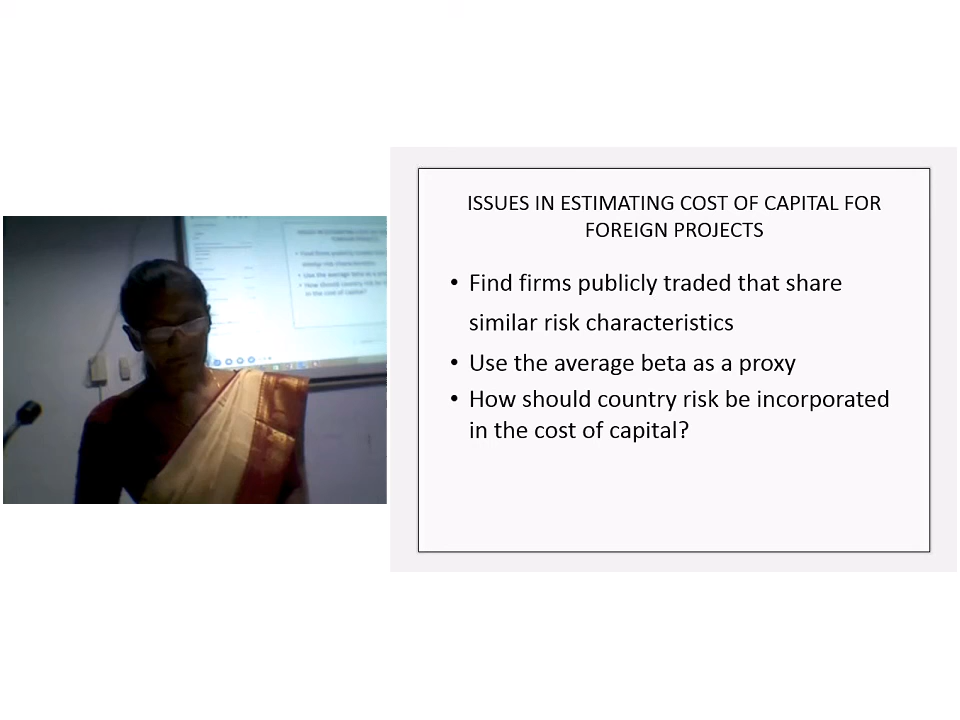 ISSUES IN ESTIMATING COST OF CAPITAL FOR
FOREIGN PROJECTS
• Find firms publicly traded that share
similar risk characteristics
• Use the average beta as a proxy
• How should country risk be incorporated
in the cost of capital?